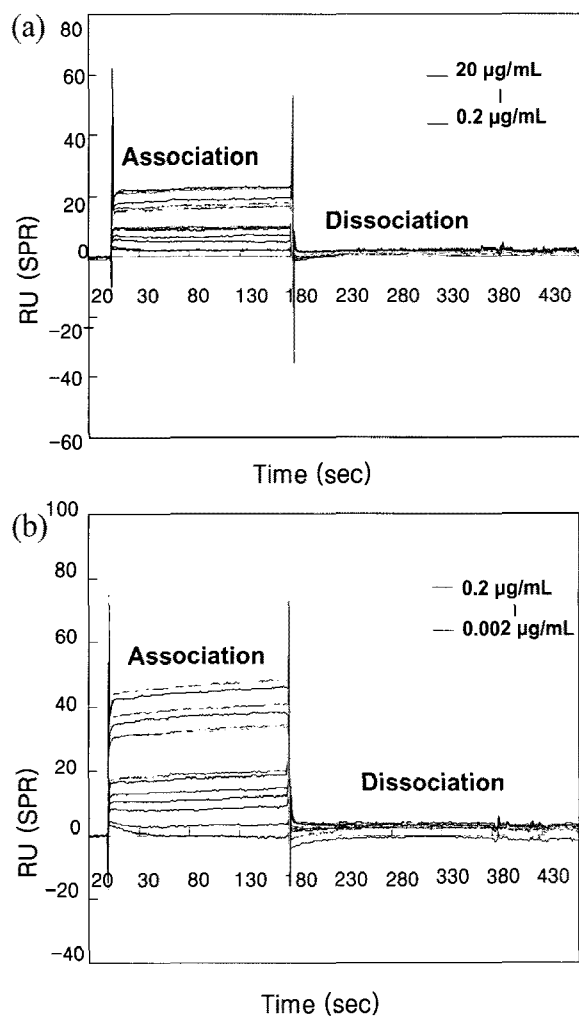 (a)
80
60
40
20
0
-20
-40
-60
RU (SPR)
20 µg/mL
0.2 µg/mL
Association
Dissociation
20 30 80 130 180 230 280 330 380 430
Time (sec)
(b)
100
80
60
40
20
0
-20
-40
RU (SPR)
0.2 µg/mL
0.002 µg/mL
Association
Dissociation
20 30 80 130 180 230 280 330 380 430
Time (sec)